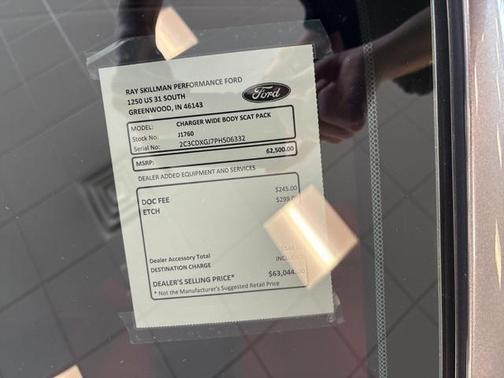 RAY SKILLMAN PERFORMANCE FORD
1250 US 31 SOUTH
GREENWOOD, IN 46143
Ford
MODEL: CHARGER WIDE BODY SCAT PACK
Stock No: J1760
Serial No: 2C3CDXGJ7PH506332
MSRP: 62,500.00
DEALER ADDED EQUIPMENT AND SERVICES
DOC FEE $245.00
ETCH
Dealer Accessory Total
DESTINATION CHARGE
DEALER'S SELLING PRICE* $63,044
* Not the Manufacturer's Suggested Retail Price